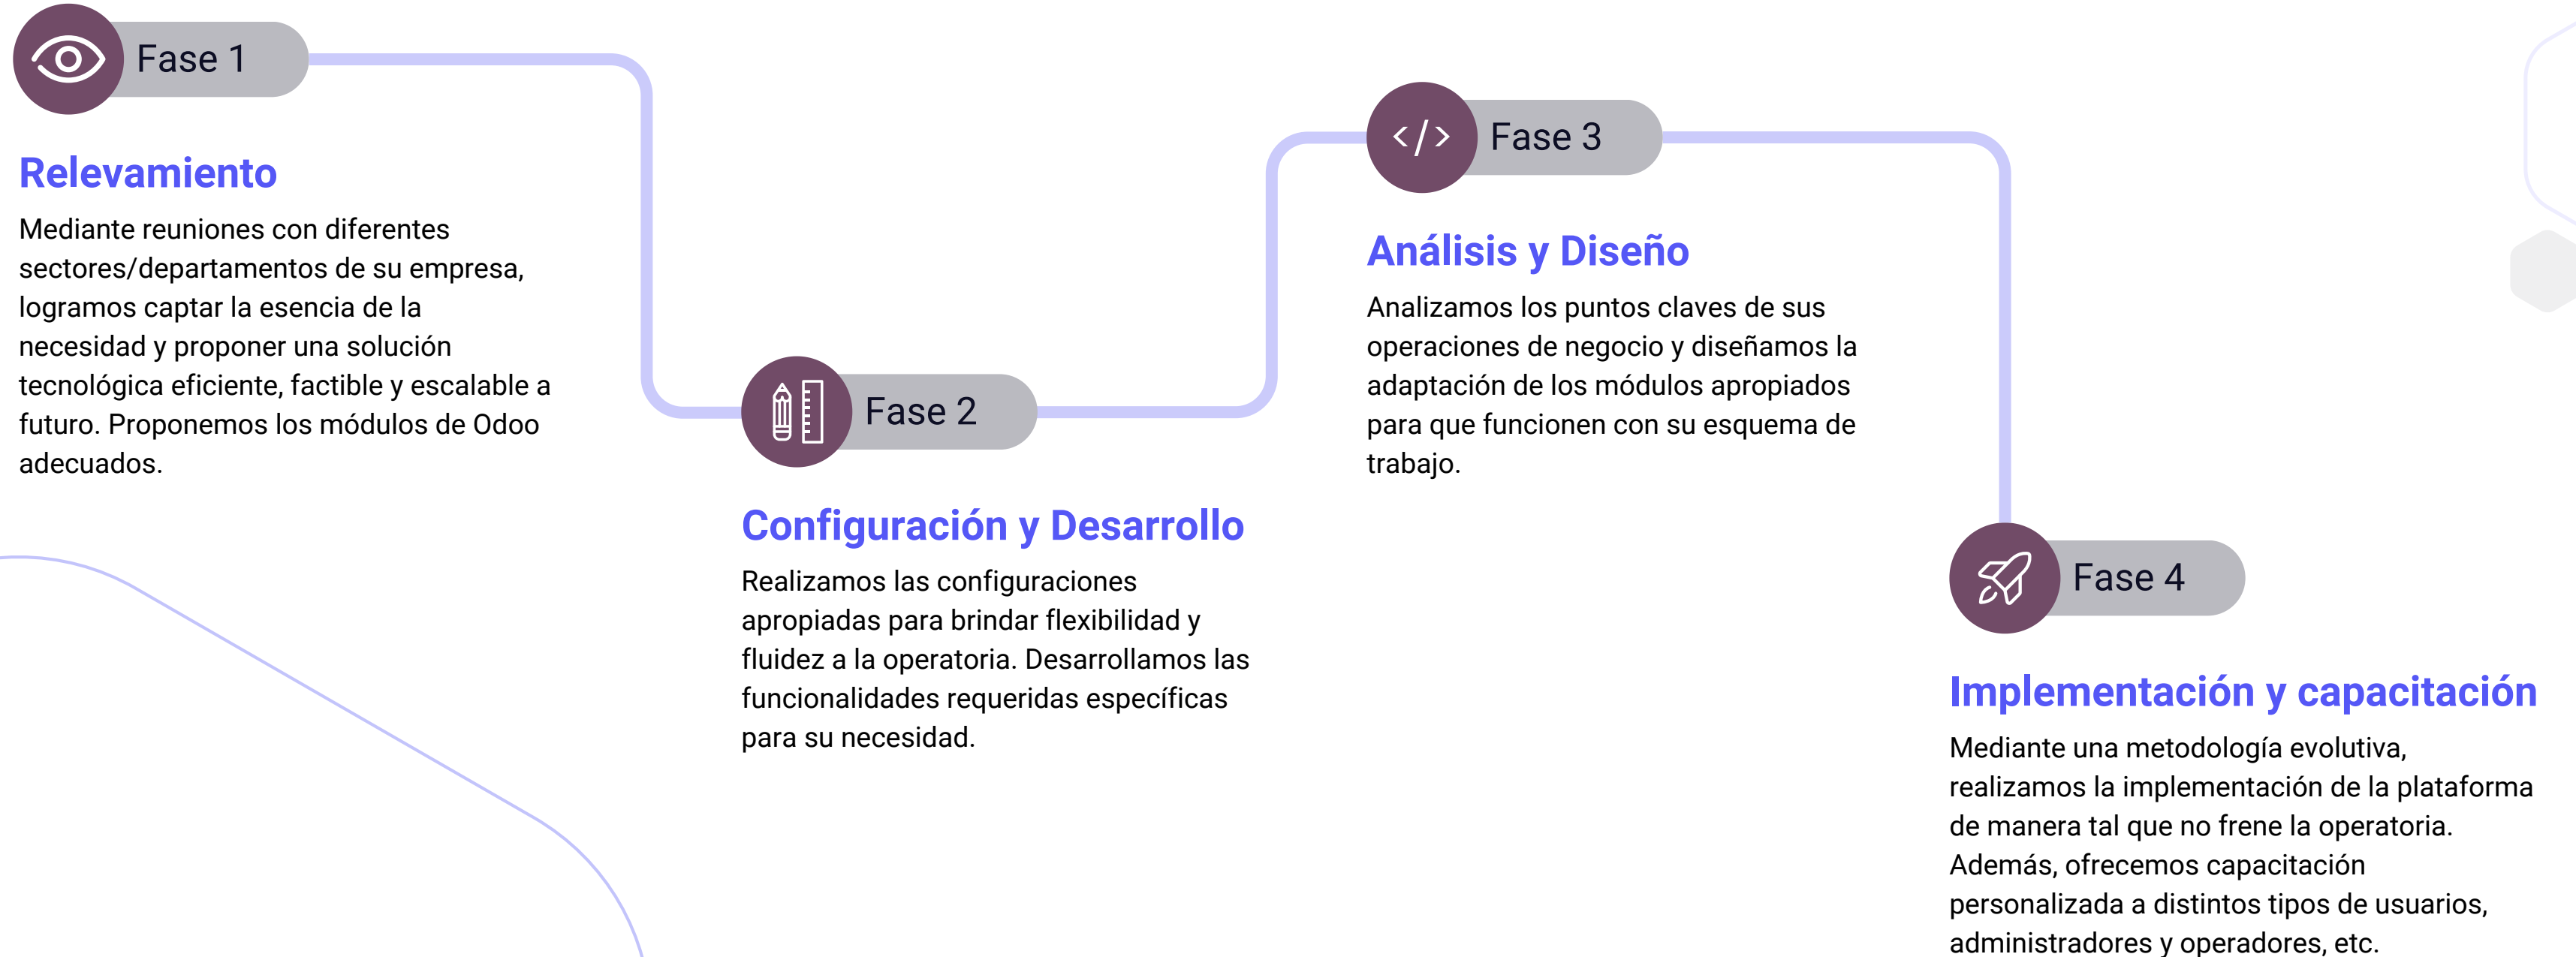 Fase 1
Relevamiento
Mediante reuniones con diferentes
sectores/departamentos de su empresa,
logramos captar la esencia de la
necesidad y proponer una solución
tecnológica eficiente, factible y escalable a
futuro. Proponemos los módulos de Odoo
adecuados.
Fase 2
Configuración y Desarrollo
Realizamos las configuraciones
apropiadas para brindar flexibilidad y
fluidez a la operatoria. Desarrollamos las
funcionalidades requeridas específicas
para su necesidad.
Fase 3
Análisis y Diseño
Analizamos los puntos claves de sus
operaciones de negocio y diseñamos la
adaptación de los módulos apropiados
para que funcionen con su esquema de
trabajo.
Fase 4
Implementación y capacitación
Mediante una metodología evolutiva,
realizamos la implementación de la plataforma
de manera tal que no frene la operatoria.
Además, ofrecemos capacitación
personalizada a distintos tipos de usuarios,
administradores y operadores, etc.